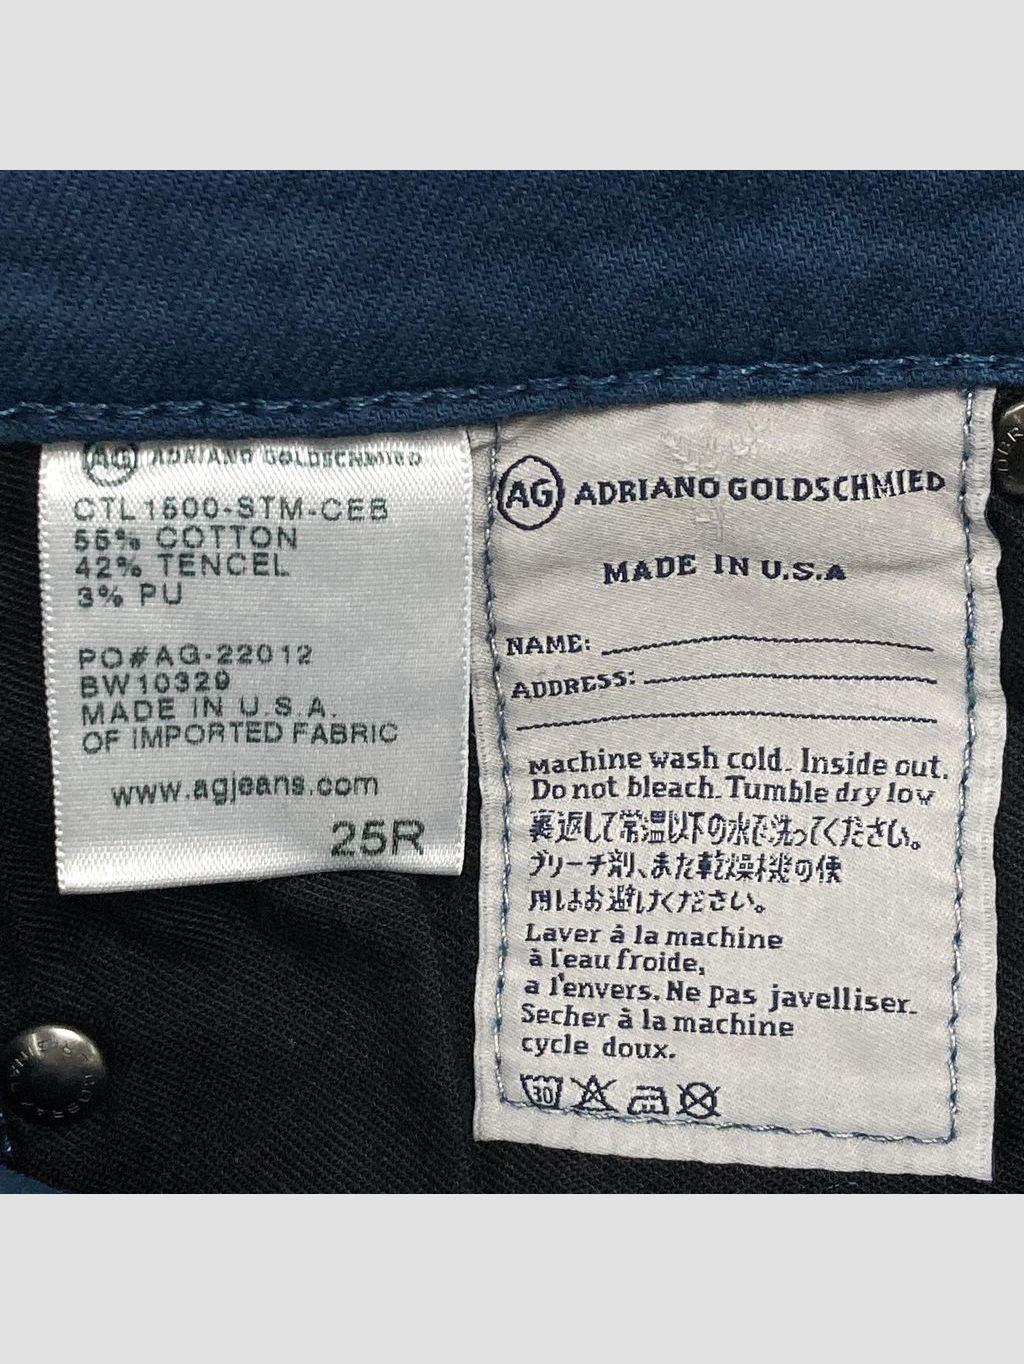 AG ADRIANO GOLDSCHMIED
CTL1500-STM-CEB
55% COTTON
42% TENCEL
3% PU
PO#AG-22012
BW10329
MADE IN U.S.A.
OF IMPORTED FABRIC
www.agjeans.com
25R
AG ADRIANO GOLDSCHMIED
MADE IN U.S.A
NAME:
ADDRESS:
Machine wash cold. Inside out.
Do not bleach. Tumble dry low
裏返して常温以下の水で洗ってください。
ブリーチ剤、また乾燥機の使
用はお避けください。
Laver à la machine
à l'eau froide,
a l'envers. Ne pas javelliser.
Secher à la machine
cycle doux.
30